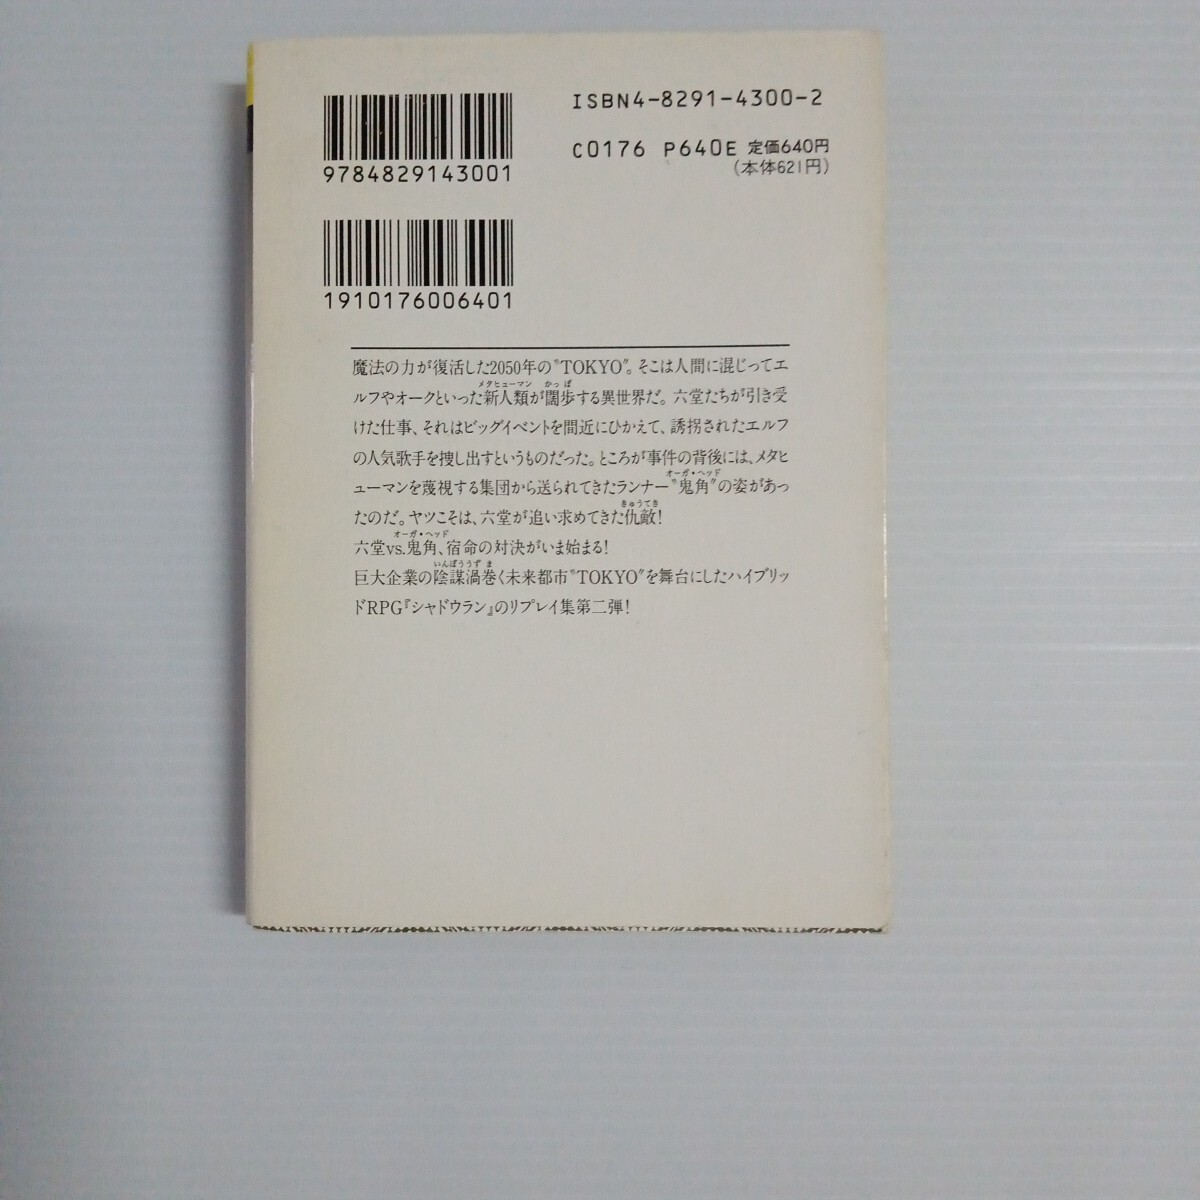 ISBN4-8291-4300-2
C0176 P640E 定価640円
(本体621円)
9784829143001
1910176006401
魔法の力が復活した2050年の〝TOKYO〟。そこは人間に混じってエ
メタヒューマン かっぽ
ルフやオークといった新人類が闊歩する異世界だ。六堂たちが引き受
けた仕事、それはビッグイベントを間近にひかえて、誘拐されたエルフ
の人気歌手を捜し出すというものだった。ところが事件の背後には、メタヒ
オーガ・ヘッド
ューマンを蔑視する集団から送られてきたランナー〝鬼角〟の姿があっ
きゅうてき
たのだ。ヤツこそは、六堂が追い求めてきた仇敵!
オーガ・ヘッド
六堂vs.鬼角、宿命の対決がいま始まる!
いんぼううずま
巨大企業の陰謀渦巻く未来都市〝TOKYO〟を舞台にしたハイブリッ
ドRPG『シャドウラン』のリプレイ集第二弾!